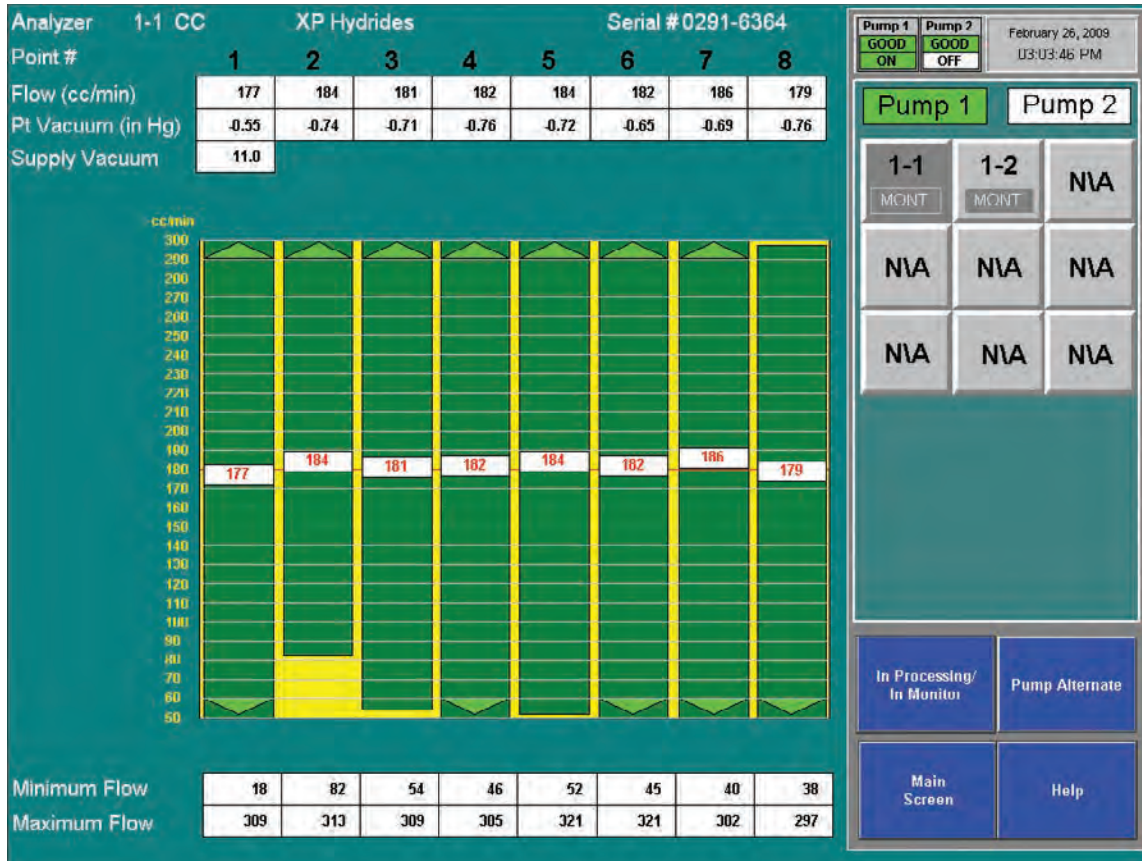 Analyzer 1-1 CC XP Hydrides Serial # 0291-6364
Point # 1 2 3 4 5 6 7 8
Flow (cc/min) 177 184 181 182 184 182 186 179
Pt Vacuum (in Hg) -0.55 -0.74 -0.71 -0.76 -0.72 -0.65 -0.69 -0.76
Supply Vacuum 11.0
cc/min
300
290
280
270
260
250
240
230
220
210
200
190
180
170
160
150
140
130
120
110
100
90
80
70
60
50
177 184 181 182 184 182 186 179
Minimum Flow 18 82 54 46 52 45 40 38
Maximum Flow 309 313 309 305 321 321 302 297
Pump 1 Pump 2
GOOD GOOD
ON OFF
February 26, 2009
03:03:46 PM
Pump 1 Pump 2
1-1 1-2 N\A
MONT MONT
N\A N\A N\A
N\A N\A N\A
In Processing/
In Monitor
Pump Alternate
Main
Screen
Help